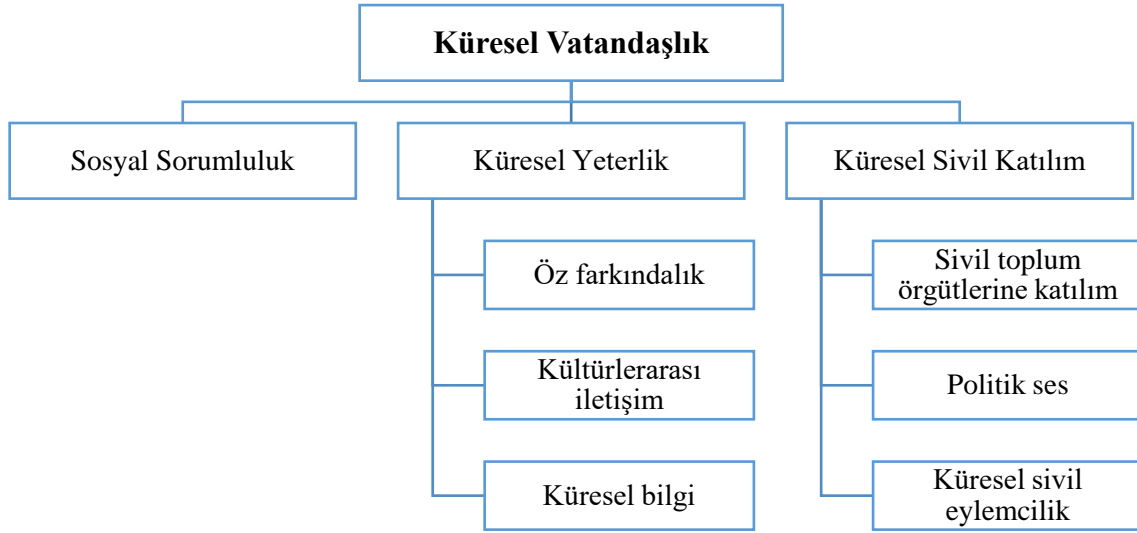 Küresel Vatandaşlık
Sosyal Sorumluluk
Küresel Yeterlik
Küresel Sivil Katılım
Öz farkındalık
Kültürlerarası
iletişim
Küresel bilgi
Sivil toplum
örgütlerine katılım
Politik ses
Küresel sivil
eylemcilik